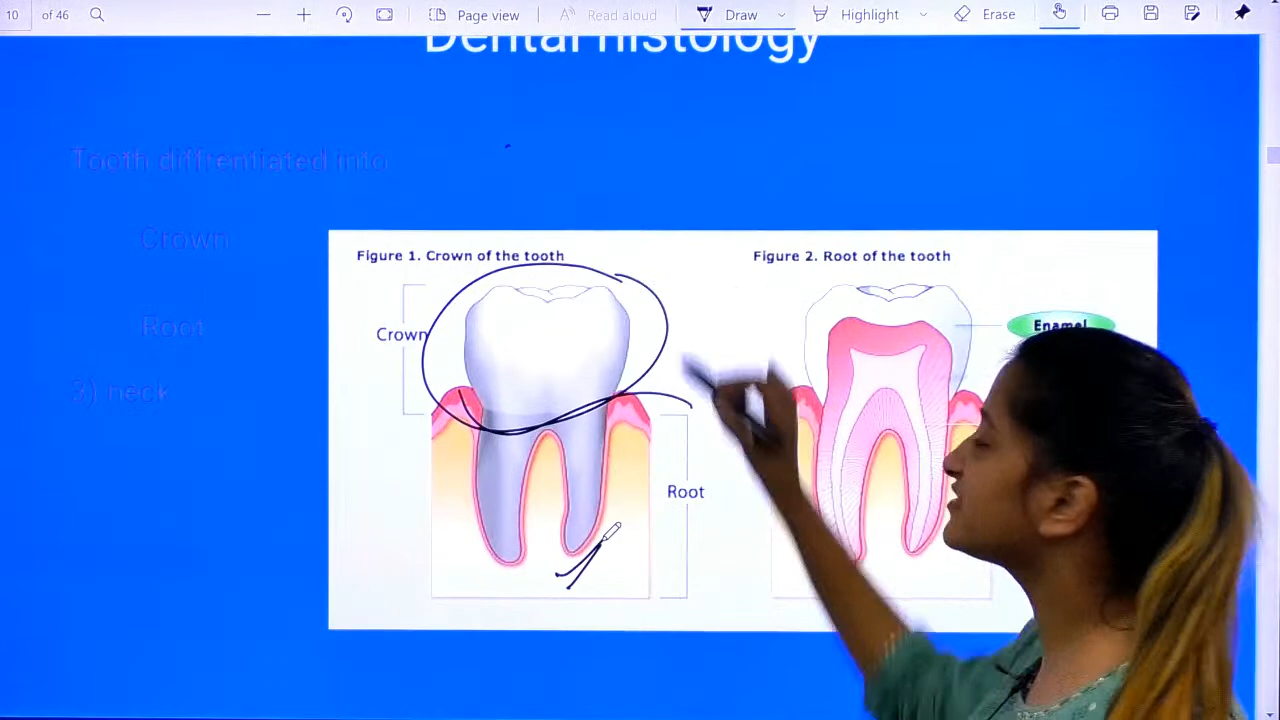 10 of 46 Page view Read aloud Draw Highlight Erase
Dental histology
Tooth diffrentiated into
Crown
Root
3) neck
Figure 1. Crown of the tooth
Figure 2. Root of the tooth
Crown
Enamel
Root